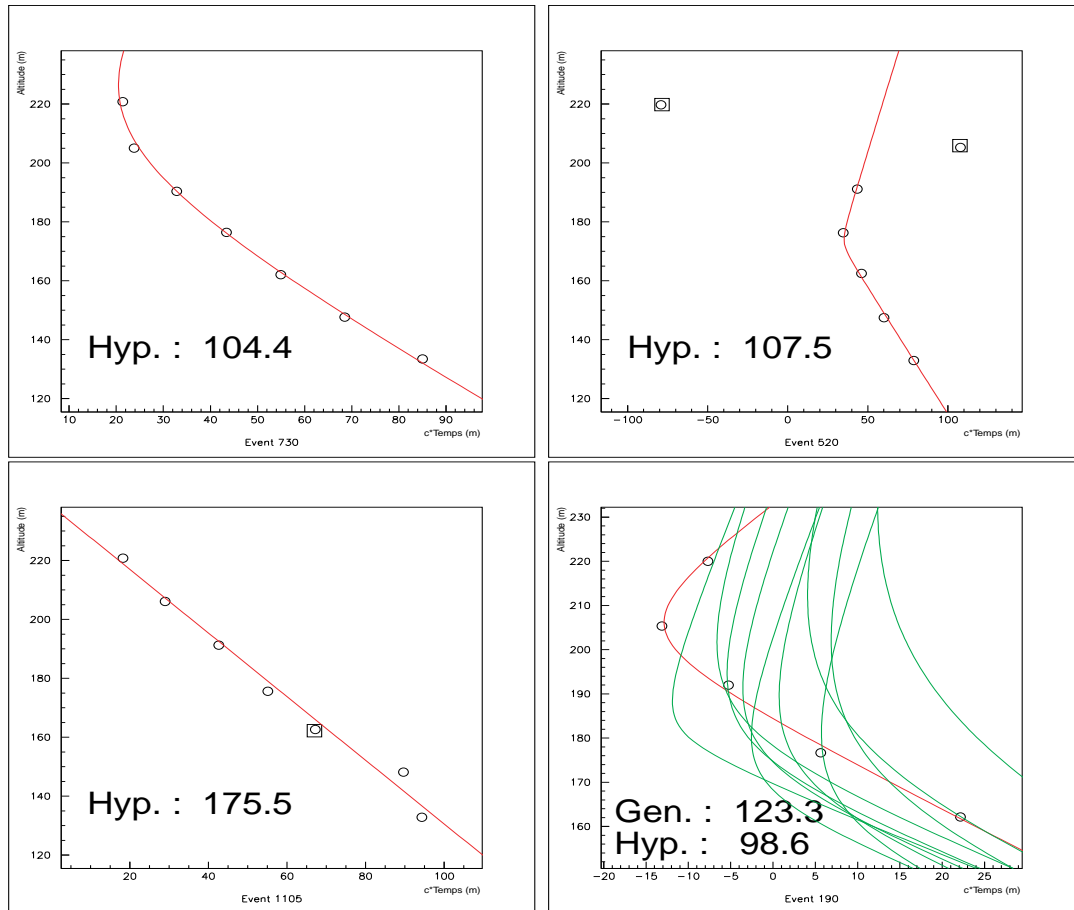 Altitude (m)
220
200
180
160
140
120
Hyp. : 104.4
10 20 30 40 50 60 70 80 90
c*Temps (m)
Event 730
Altitude (m)
220
200
180
160
140
120
Hyp. : 107.5
−100 −50 0 50 100
c*Temps (m)
Event 520
Altitude (m)
220
200
180
160
140
120
Hyp. : 175.5
20 40 60 80 100
c*Temps (m)
Event 1105
Altitude (m)
230
220
210
200
190
180
170
160
Gen. : 123.3
Hyp. : 98.6
−20 −15 −10 −5 0 5 10 15 20 25
c*Temps (m)
Event 190